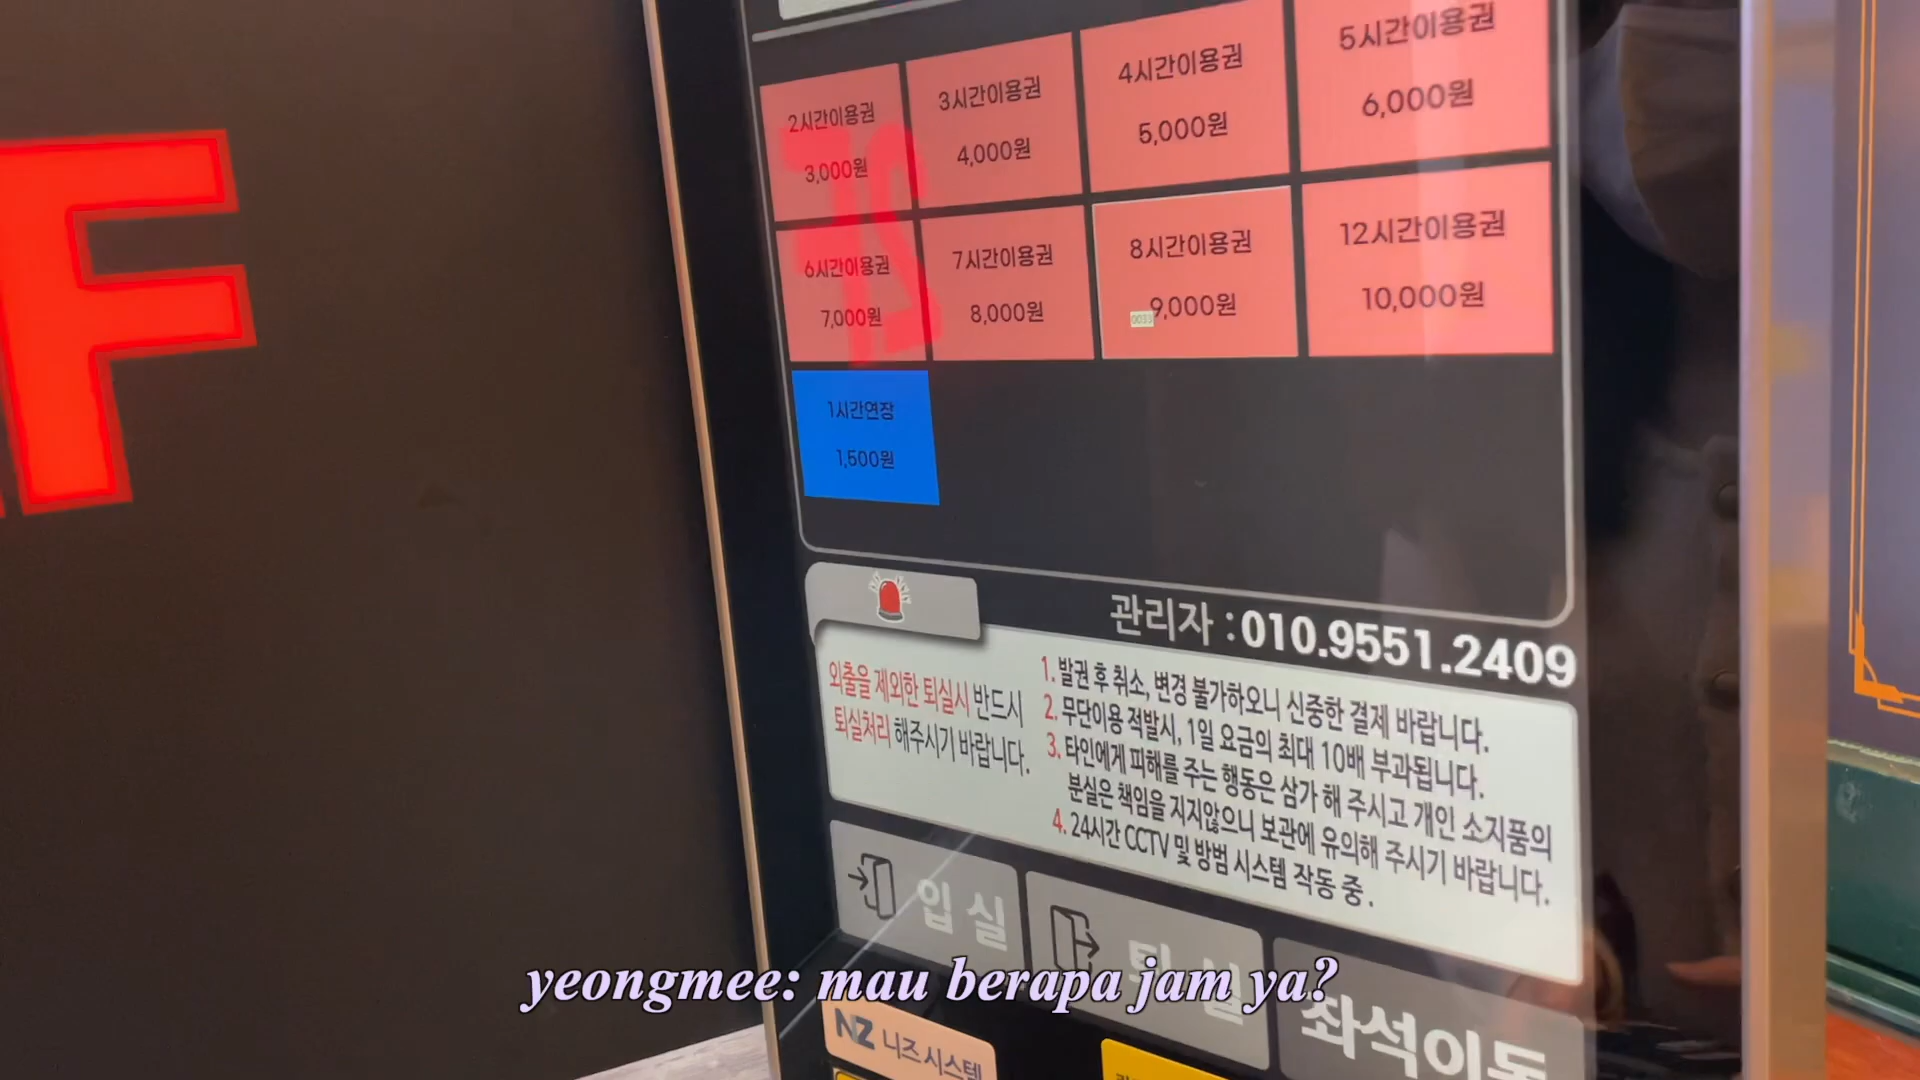 F
2시간이용권
3,000원
3시간이용권
4,000원
4시간이용권
5,000원
5시간이용권
6,000원
6시간이용권
7,000원
7시간이용권
8,000원
8시간이용권
9,000원
12시간이용권
10,000원
1시간연장
1,500원
관리자 : 010.9551.2409
외출을 제외한 퇴실시 반드시
퇴실처리 해주시기 바랍니다.
1. 발권 후 취소, 변경 불가하오니 신중한 결제 바랍니다.
2. 무단이용 적발시, 1일 요금의 최대 10배 부과됩니다.
3. 타인에게 피해를 주는 행동은 삼가 해 주시고 개인 소지품의
분실은 책임을 지지않으니 보관에 유의해 주시기 바랍니다.
4. 24시간 CCTV 및 방범 시스템 작동 중.
입 실
퇴 실
좌석이동
yeongmee: mau berapa jam ya?
NZ 니즈시스템